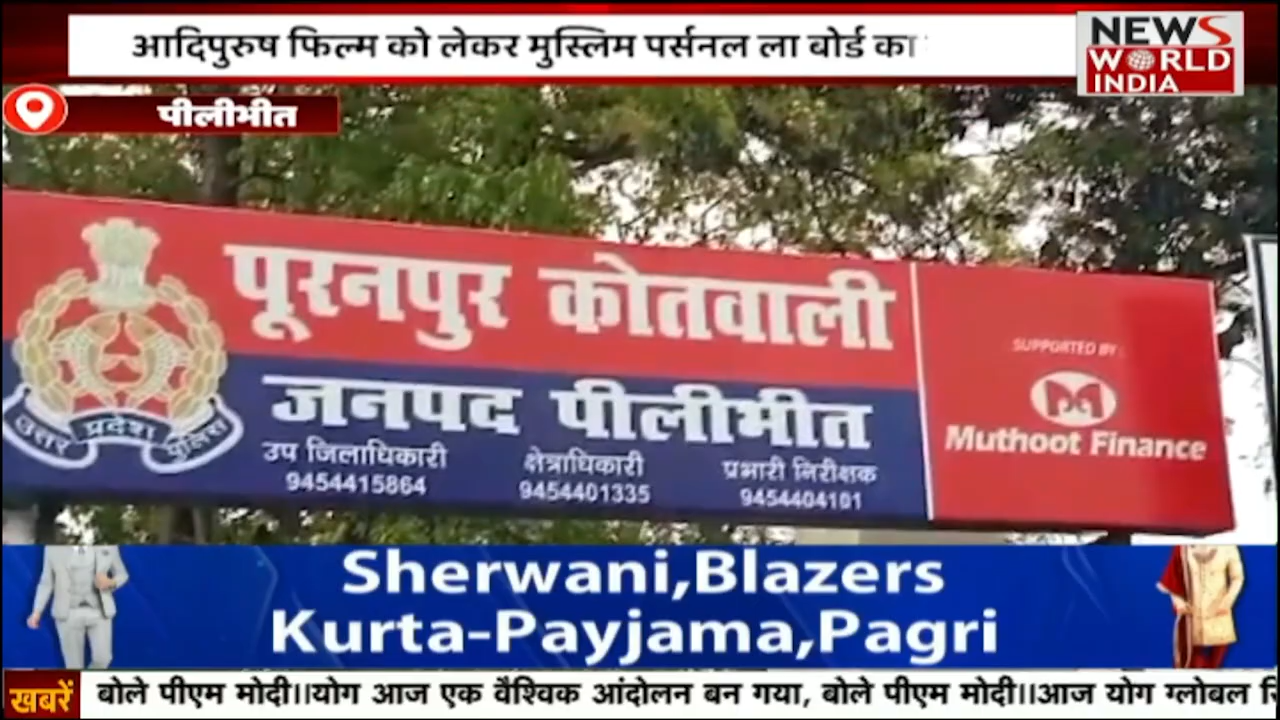 आदिपुरुष फिल्म को लेकर मुस्लिम पर्सनल ला बोर्ड का
NEWS
WORLD
INDIA
पीलीभीत
पूरनपुर कोतवाली
जनपद पीलीभीत
उप जिलाधिकारी
9454415864
क्षेत्राधिकारी
9454401335
प्रभारी निरीक्षक
9454404101
उत्तर प्रदेश पुलिस
SUPPORTED BY :
Muthoot Finance
Sherwani,Blazers
Kurta-Payjama,Pagri
खबरें
बोले पीएम मोदी।।योग आज एक वैश्विक आंदोलन बन गया, बोले पीएम मोदी।।आज योग ग्लोबल